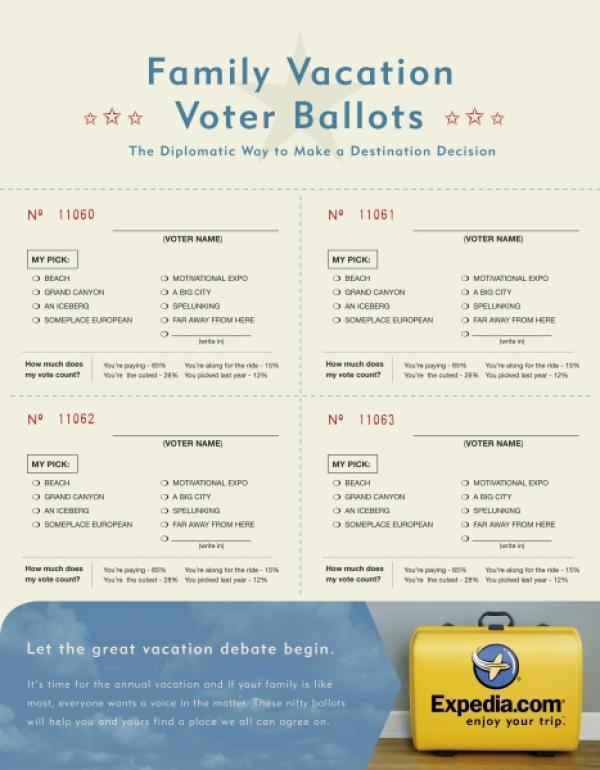 Family Vacation
Voter Ballots
The Diplomatic Way to Make a Destination Decision
Nº 11060
(VOTER NAME)
MY PICK:
BEACH
GRAND CANYON
AN ICEBERG
SOMEPLACE EUROPEAN
MOTIVATIONAL EXPO
A BIG CITY
SPELUNKING
FAR AWAY FROM HERE
(write in)
How much does
my vote count?
You're paying - 65%
You're the cutest - 28%
You're along for the ride - 15%
You picked last year - 12%
Nº 11061
(VOTER NAME)
MY PICK:
BEACH
GRAND CANYON
AN ICEBERG
SOMEPLACE EUROPEAN
MOTIVATIONAL EXPO
A BIG CITY
SPELUNKING
FAR AWAY FROM HERE
(write in)
How much does
my vote count?
You're paying - 65%
You're the cutest - 28%
You're along for the ride - 15%
You picked last year - 12%
Nº 11062
(VOTER NAME)
MY PICK:
BEACH
GRAND CANYON
AN ICEBERG
SOMEPLACE EUROPEAN
MOTIVATIONAL EXPO
A BIG CITY
SPELUNKING
FAR AWAY FROM HERE
(write in)
How much does
my vote count?
You're paying - 65%
You're the cutest - 28%
You're along for the ride - 15%
You picked last year - 12%
Nº 11063
(VOTER NAME)
MY PICK:
BEACH
GRAND CANYON
AN ICEBERG
SOMEPLACE EUROPEAN
MOTIVATIONAL EXPO
A BIG CITY
SPELUNKING
FAR AWAY FROM HERE
(write in)
How much does
my vote count?
You're paying - 65%
You're the cutest - 28%
You're along for the ride - 15%
You picked last year - 12%
Let the great vacation debate begin.
It's time for the annual vacation and if your family is like
most, everyone wants a voice in the matter. These nifty ballots
will help you and yours find a place we all can agree on.
Expedia.com®
enjoy your trip.™